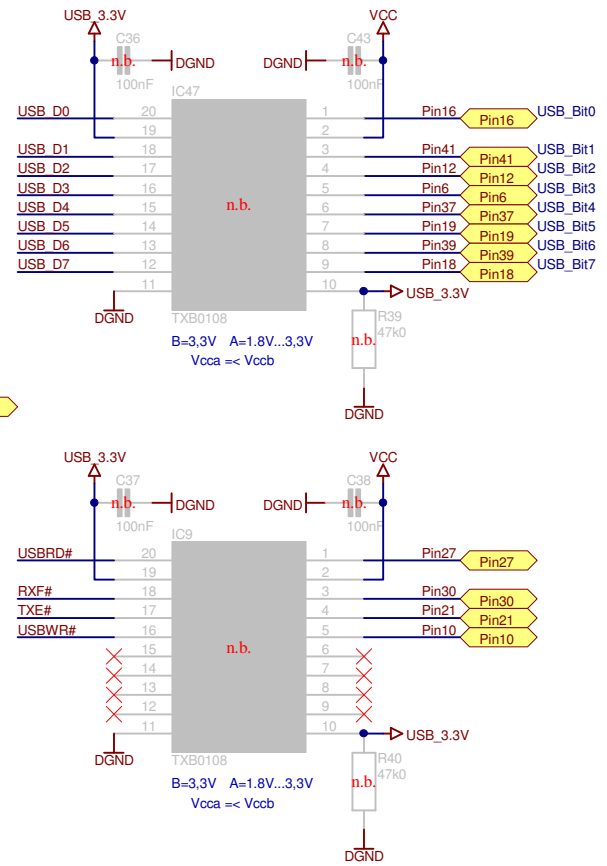 USB_3.3V VCC
C36 C43
n.b. DGND DGND n.b.
100nF 100nF
IC47
USB_D0 20 1 Pin16 Pin16 USB_Bit0
19 2
USB_D1 18 3 Pin41 Pin41 USB_Bit1
USB_D2 17 4 Pin12 Pin12 USB_Bit2
USB_D3 16 5 Pin6 Pin6 USB_Bit3
USB_D4 15 n.b. 6 Pin37 Pin37 USB_Bit4
USB_D5 14 7 Pin19 Pin19 USB_Bit5
USB_D6 13 8 Pin39 Pin39 USB_Bit6
USB_D7 12 9 Pin18 Pin18 USB_Bit7
11 10 USB_3.3V
DGND TXB0108 R39
B=3,3V A=1.8V...3,3V n.b. 47k0
Vcca =< Vccb
DGND
USB_3.3V VCC
C37 C38
n.b. DGND DGND n.b.
100nF 100nF
IC9
USBRD# 20 1 Pin27 Pin27
19 2
RXF# 18 3 Pin30 Pin30
TXE# 17 4 Pin21 Pin21
USBWR# 16 5 Pin10 Pin10
15 n.b. 6
14 7
13 8
12 9
11 10 USB_3.3V
DGND TXB0108 R40
B=3,3V A=1.8V...3,3V n.b. 47k0
Vcca =< Vccb
DGND